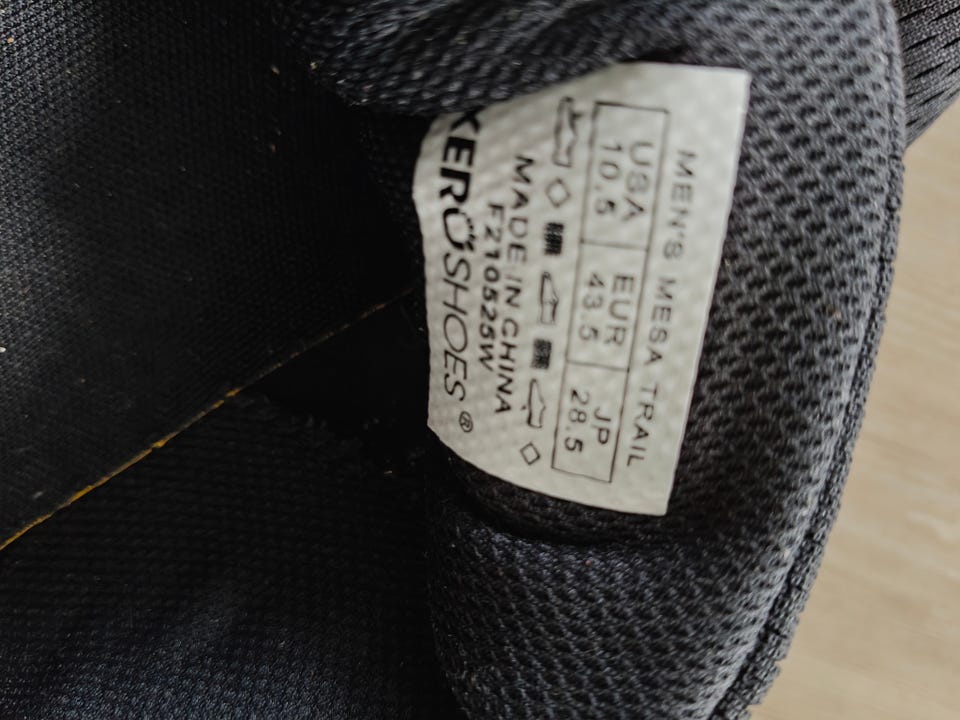 MEN'S MESA TRAIL
USA EUR JP
10.5 43.5 28.5
MADE IN CHINA
F210525W
XEROSHOES®